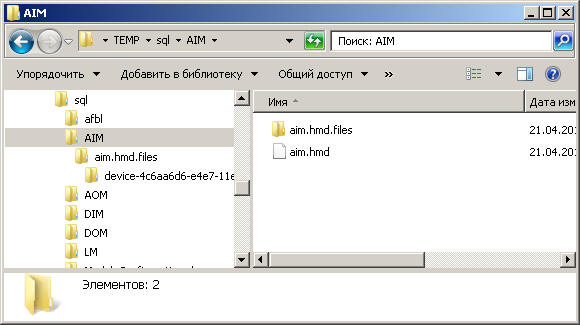 AIM
TEMP sql AIM
Поиск: AIM
Упорядочить Добавить в библиотеку Общий доступ »
sql
afbl
AIM
aim.hmd.files
device-4c6aa6d6-e4e7-11e
AOM
DIM
DOM
LM
Имя Дата изм
aim.hmd.files 21.04.201
aim.hmd 21.04.201
Элементов: 2